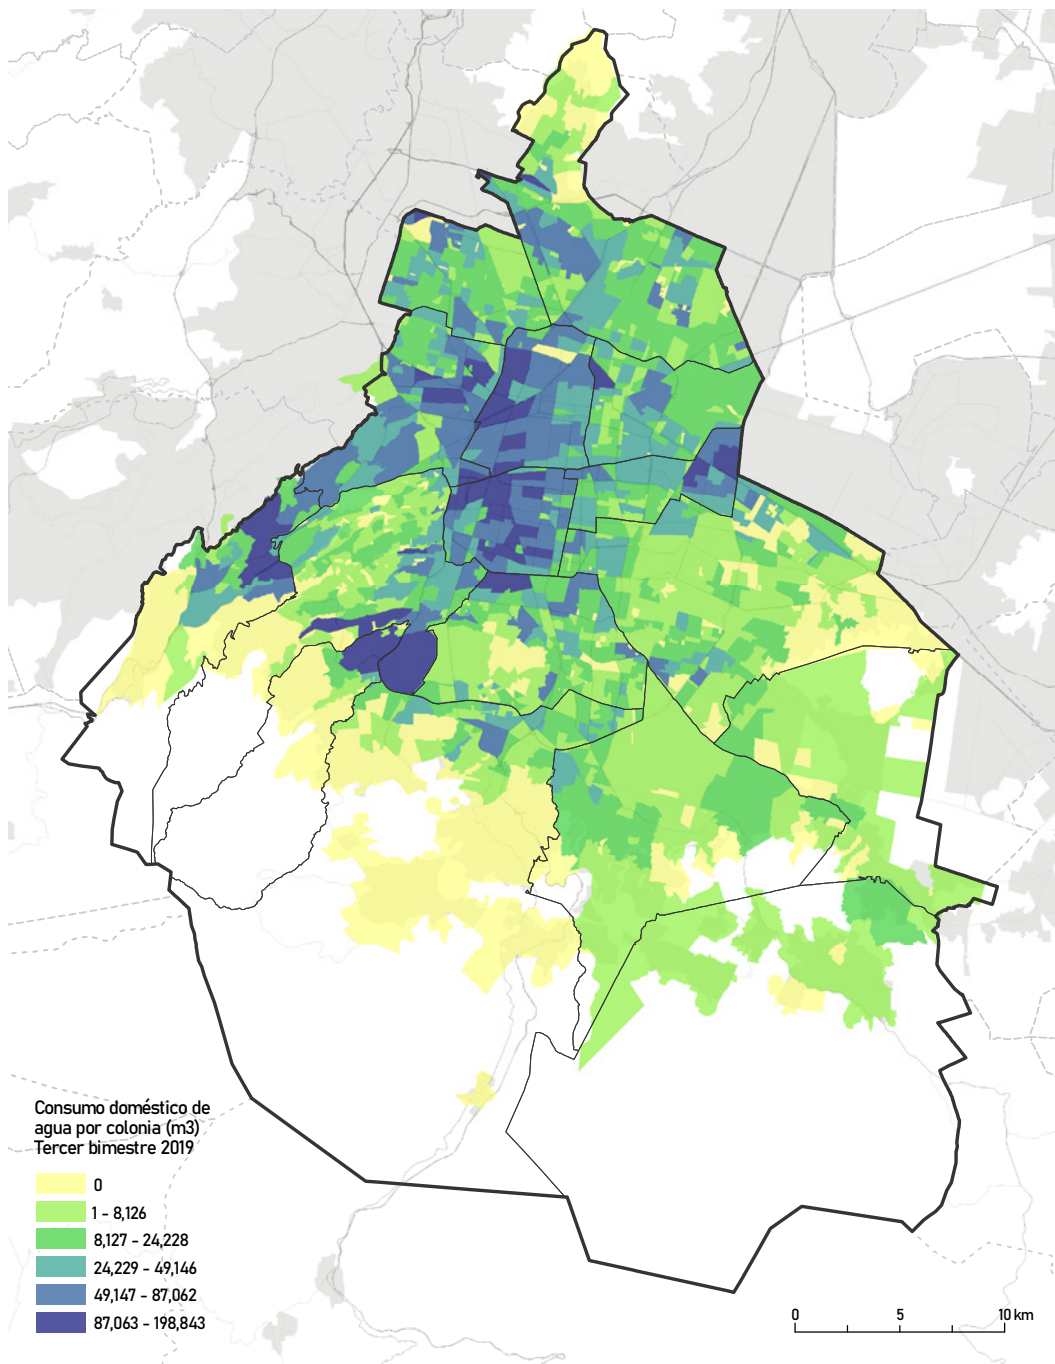 Consumo doméstico de
agua por colonia (m3)
Tercer bimestre 2019
0
1 - 8,126
8,127 - 24,228
24,229 - 49,146
49,147 - 87,062
87,063 - 198,843
0 5 10 km